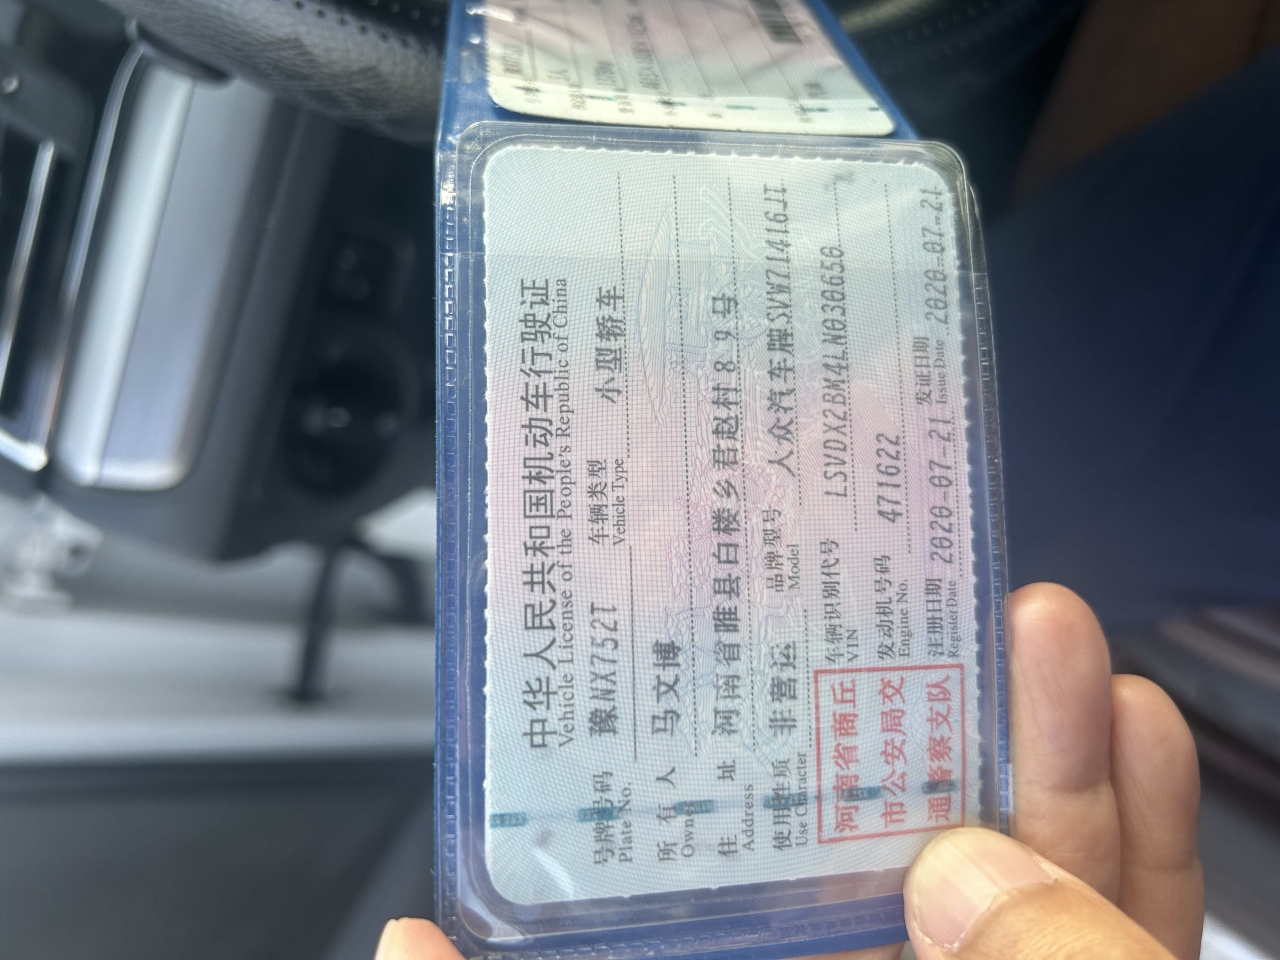 中华人民共和国机动车行驶证
Vehicle License of the People's Republic of China
号牌号码 豫NX752T 车辆类型 小型轿车
Plate No. Vehicle Type
所有人 马文博
Owner
住址 河南省睢县白楼乡君赵村89号
Address
使用性质 非营运 品牌型号 大众汽车牌SVW71416JT
Use Character Model
车辆识别代号 LSVDX2BM4LN030650
VIN
发动机号码 471622
Engine No.
注册日期 2020-07-21 发证日期 2020-07-21
Register Date Issue Date
河南省商丘
市公安局交
通警察支队